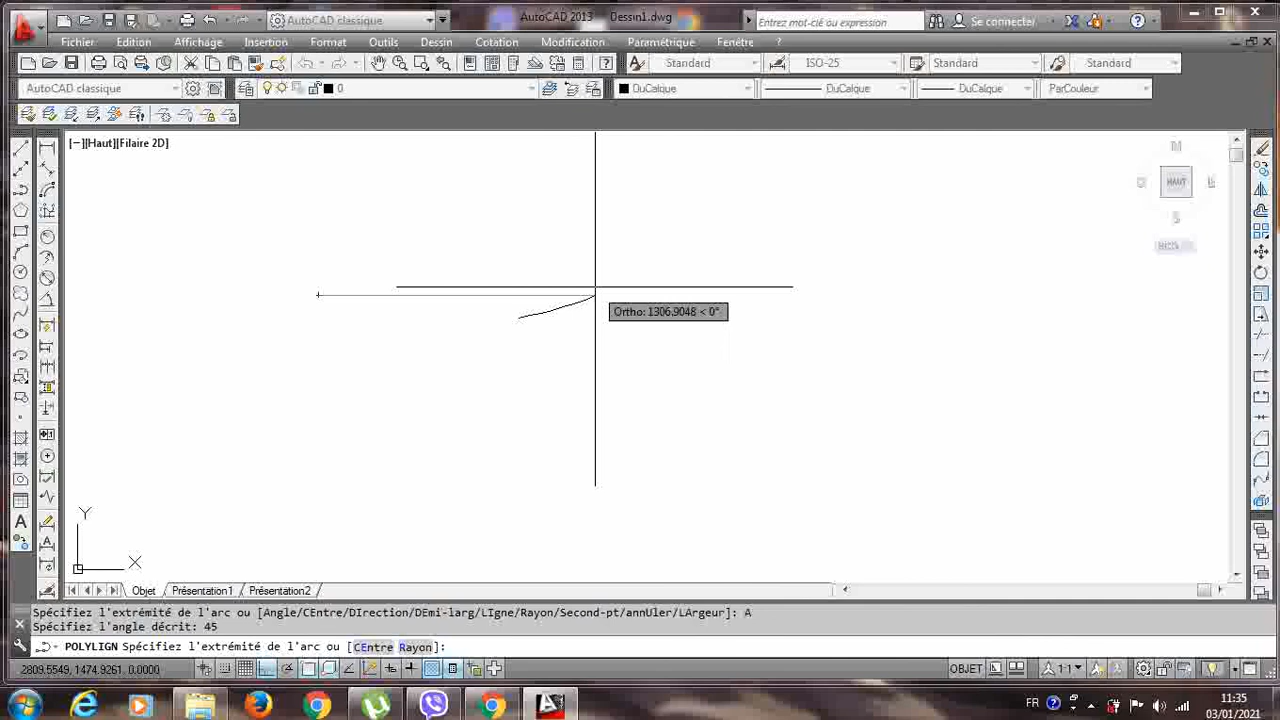 AutoCAD classique
AutoCAD 2013 Dessin1.dwg
Entrez mot-clé ou expression
Se connecter
Fichier Edition Affichage Insertion Format Outils Dessin Cotation Modification Paramétrique Fenêtre ?
Standard ISO-25 Standard Standard
AutoCAD classique 0 DuCalque DuCalque DuCalque ParCouleur
[−][Haut][Filaire 2D]
HAUT
S
Ortho: 1306.9048 < 0°
Y
X
Objet Présentation1 Présentation2
Spécifiez l'extrémité de l'arc ou [Angle/CEntre/DIrection/DEmi-larg/LIgne/Rayon/Second-pt/annUler/LArgeur]: A
Spécifiez l'angle décrit: 45
POLYLIGN Spécifiez l'extrémité de l'arc ou [CEntre Rayon]:
2809.5549, 1474.9261, 0.0000 OBJET 1:1
FR 11:35
03/01/2021